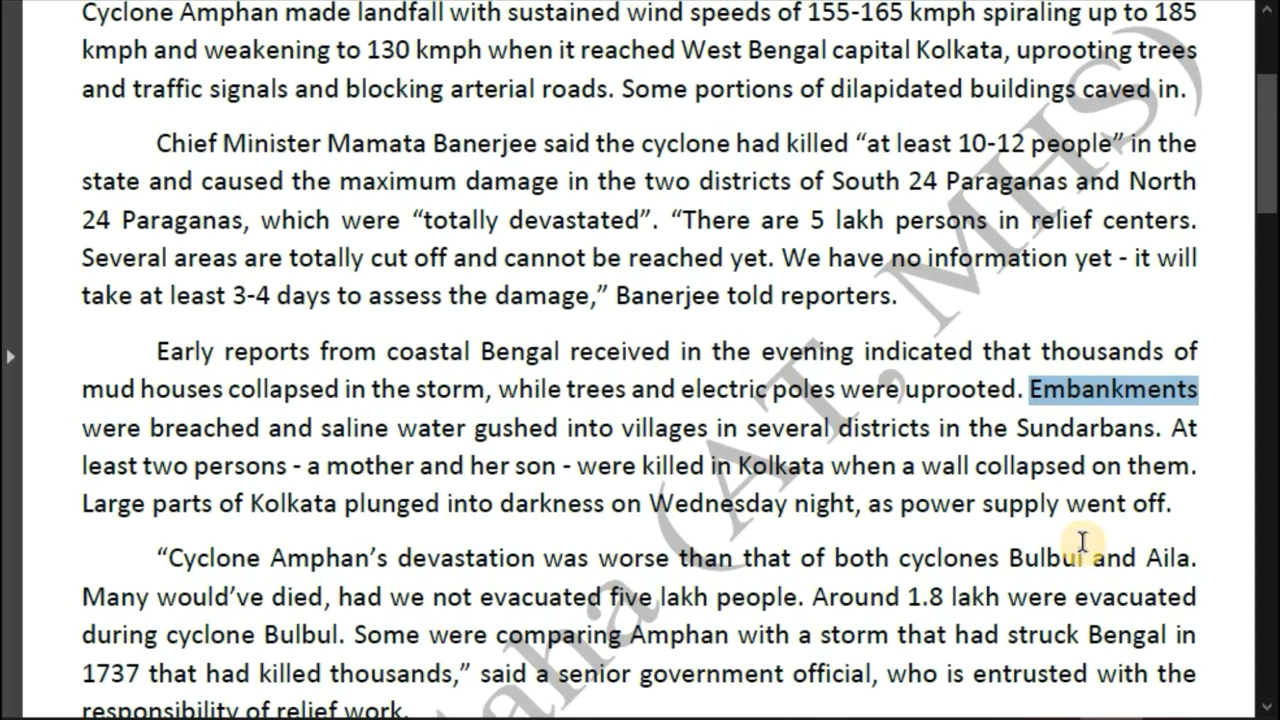 Cyclone Amphan made landfall with sustained wind speeds of 155-165 kmph spiraling up to 185
kmph and weakening to 130 kmph when it reached West Bengal capital Kolkata, uprooting trees
and traffic signals and blocking arterial roads. Some portions of dilapidated buildings caved in.
Chief Minister Mamata Banerjee said the cyclone had killed “at least 10-12 people” in the
state and caused the maximum damage in the two districts of South 24 Paraganas and North
24 Paraganas, which were “totally devastated”. “There are 5 lakh persons in relief centers.
Several areas are totally cut off and cannot be reached yet. We have no information yet - it will
take at least 3-4 days to assess the damage,” Banerjee told reporters.
Early reports from coastal Bengal received in the evening indicated that thousands of
mud houses collapsed in the storm, while trees and electric poles were uprooted. Embankments
were breached and saline water gushed into villages in several districts in the Sundarbans. At
least two persons - a mother and her son - were killed in Kolkata when a wall collapsed on them.
Large parts of Kolkata plunged into darkness on Wednesday night, as power supply went off.
“Cyclone Amphan’s devastation was worse than that of both cyclones Bulbul and Aila.
Many would’ve died, had we not evacuated five lakh people. Around 1.8 lakh were evacuated
during cyclone Bulbul. Some were comparing Amphan with a storm that had struck Bengal in
1737 that had killed thousands,” said a senior government official, who is entrusted with the
responsibility of relief work.
aha (AT, MHS)